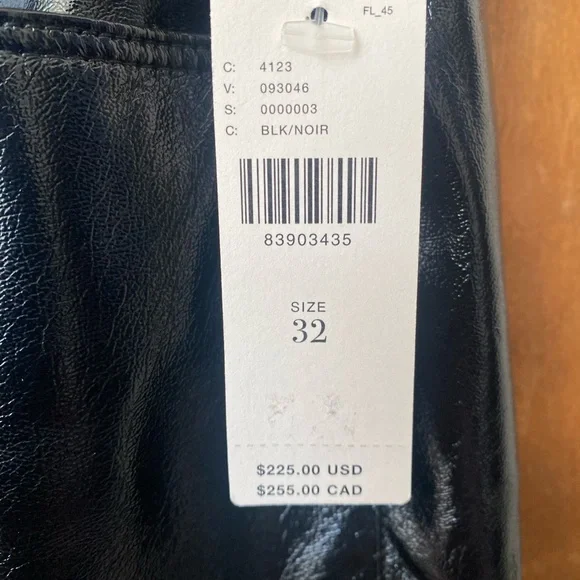 FL_45
C: 4123
V: 093046
S: 0000003
C: BLK/NOIR
83903435
SIZE
32
$225.00 USD
$255.00 CAD